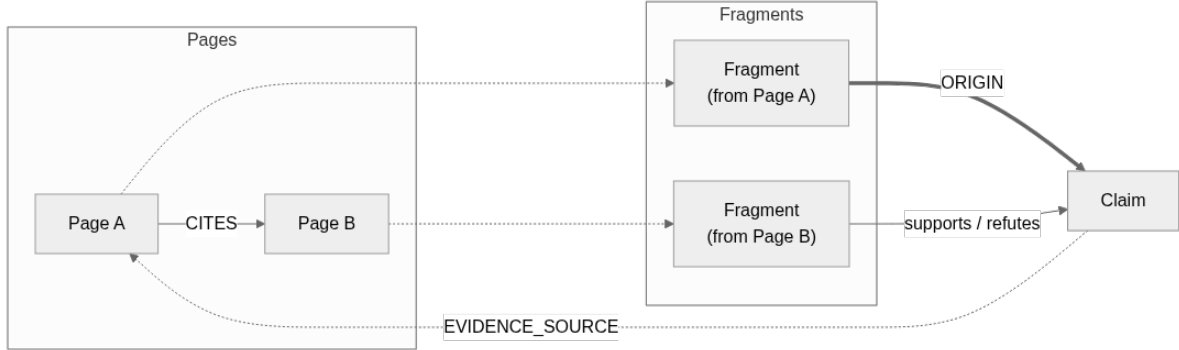 Pages
Fragments
Fragment
(from Page A)
ORIGIN
Page A
CITES
Page B
Fragment
(from Page B)
supports / refutes
Claim
EVIDENCE_SOURCE